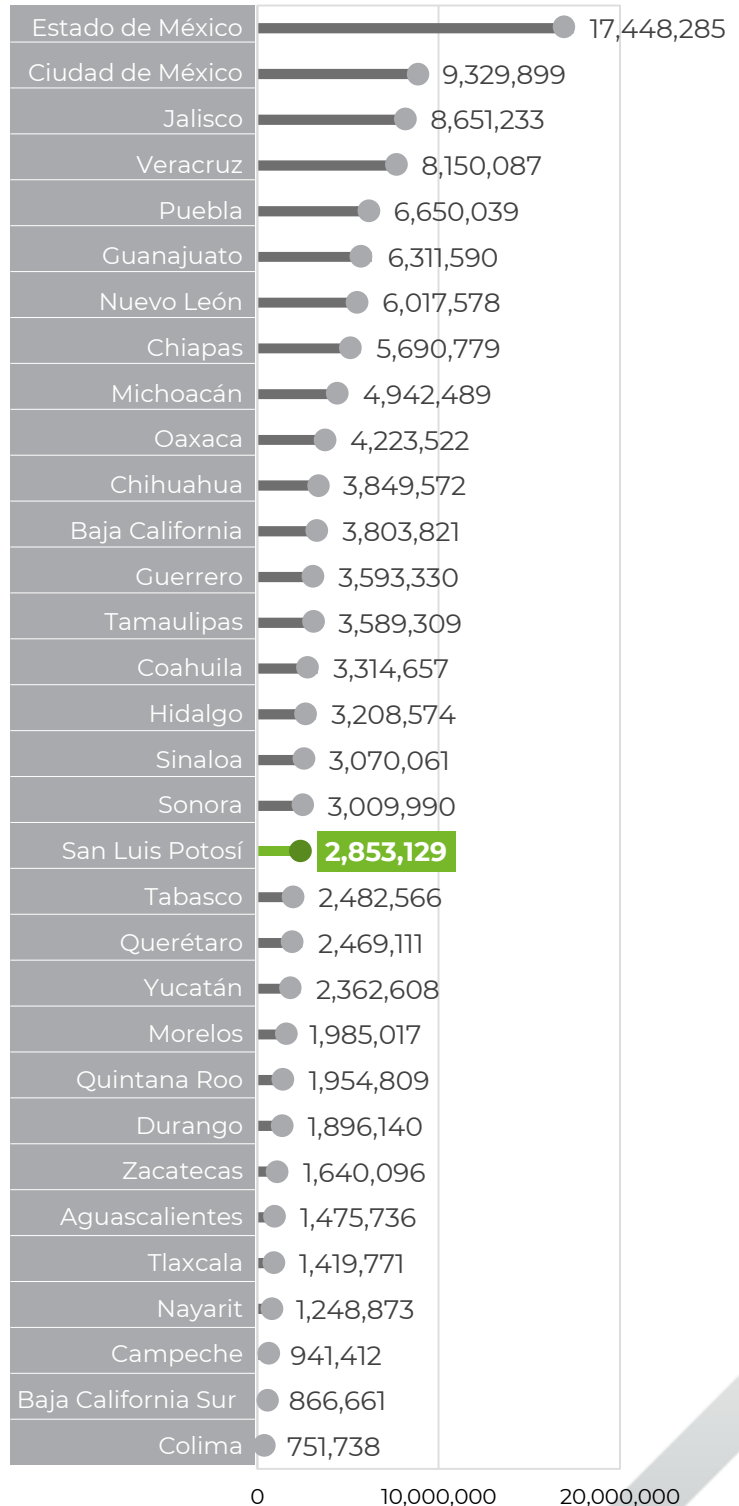 Estado de México 17,448,285
Ciudad de México 9,329,899
Jalisco 8,651,233
Veracruz 8,150,087
Puebla 6,650,039
Guanajuato 6,311,590
Nuevo León 6,017,578
Chiapas 5,690,779
Michoacán 4,942,489
Oaxaca 4,223,522
Chihuahua 3,849,572
Baja California 3,803,821
Guerrero 3,593,330
Tamaulipas 3,589,309
Coahuila 3,314,657
Hidalgo 3,208,574
Sinaloa 3,070,061
Sonora 3,009,990
San Luis Potosí 2,853,129
Tabasco 2,482,566
Querétaro 2,469,111
Yucatán 2,362,608
Morelos 1,985,017
Quintana Roo 1,954,809
Durango 1,896,140
Zacatecas 1,640,096
Aguascalientes 1,475,736
Tlaxcala 1,419,771
Nayarit 1,248,873
Campeche 941,412
Baja California Sur 866,661
Colima 751,738
0 10,000,000 20,000,000